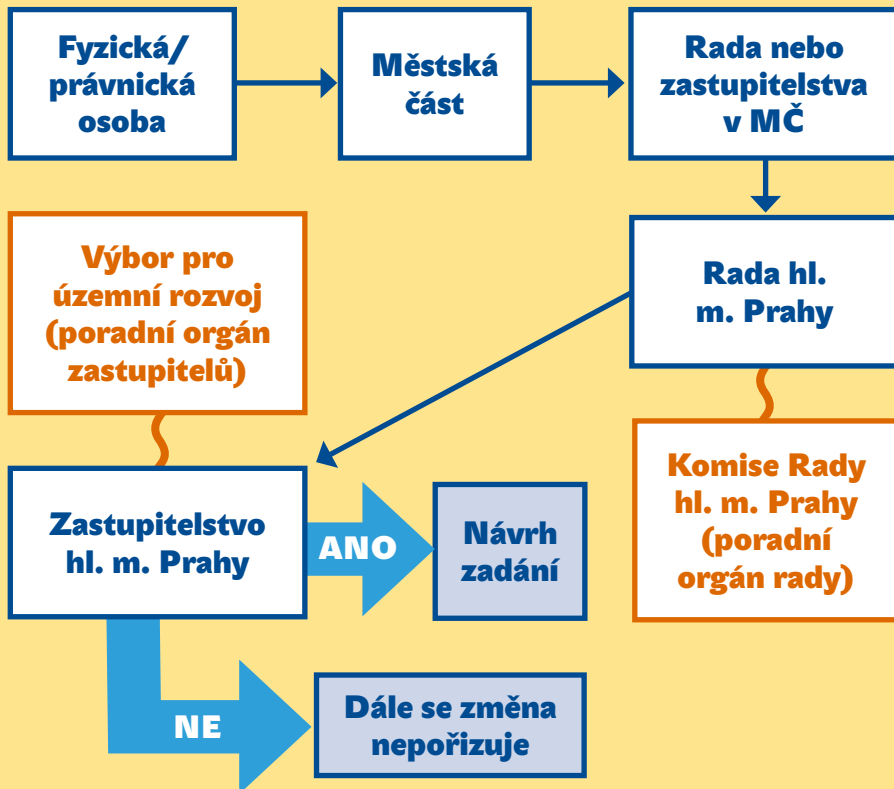 Fyzická/
právnická
osoba
Městská
část
Rada nebo
zastupitelstva
v MČ
Rada hl.
m. Prahy
Komise Rady
hl. m. Prahy
(poradní
orgán rady)
Výbor pro
územní rozvoj
(poradní orgán
zastupitelů)
Zastupitelstvo
hl. m. Prahy
ANO
Návrh
zadání
NE
Dále se změna
nepořizuje